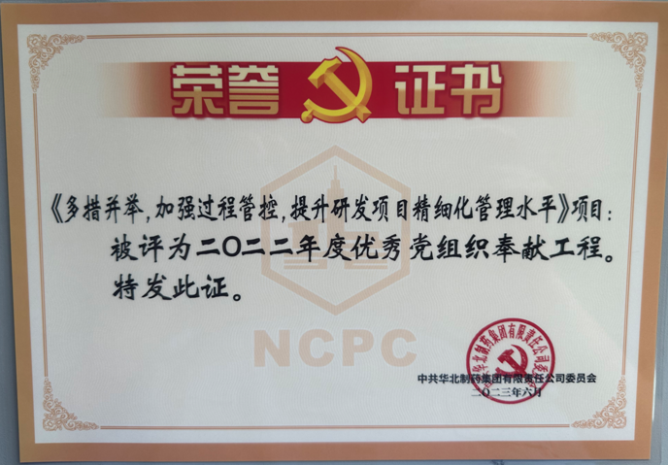 荣誉证书
《多措并举,加强过程管控,提升研发项目精细化管理水平》项目:
被评为二〇二二年度优秀党组织奉献工程。
特发此证。
NCPC
中共华北制药集团有限责任公司委员会
二〇二三年六月